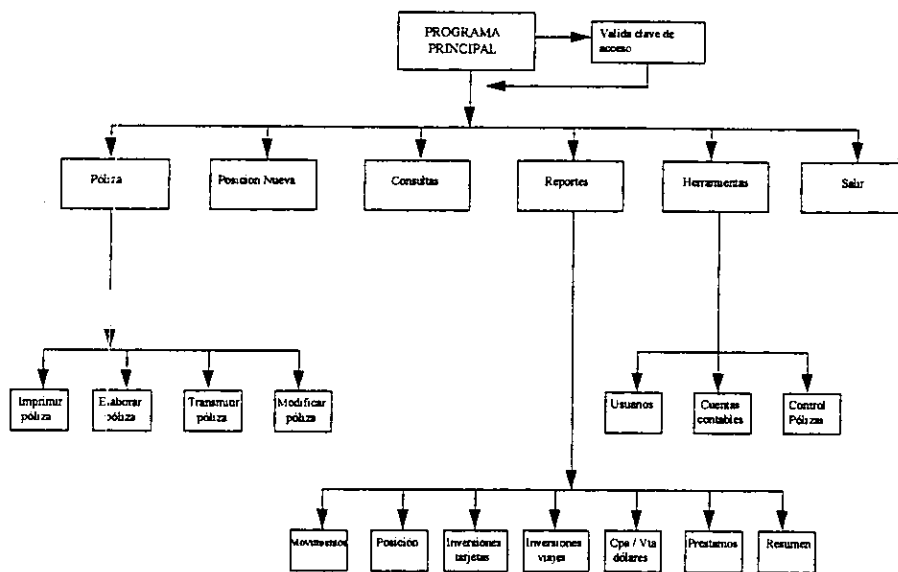 PROGRAMA
PRINCIPAL
Valida clave de
acceso
Póliza
Posicion Nueva
Consultas
Reportes
Herramientas
Salir
Imprimir
póliza
Elaborar
póliza
Transmitir
póliza
Modificar
póliza
Usuarios
Cuentas
contables
Control
Pólizas
Movimientos
Posición
Inversiones
tarjetas
Inversiones
viajes
Cpa / Vta
dólares
Prestamos
Resumen